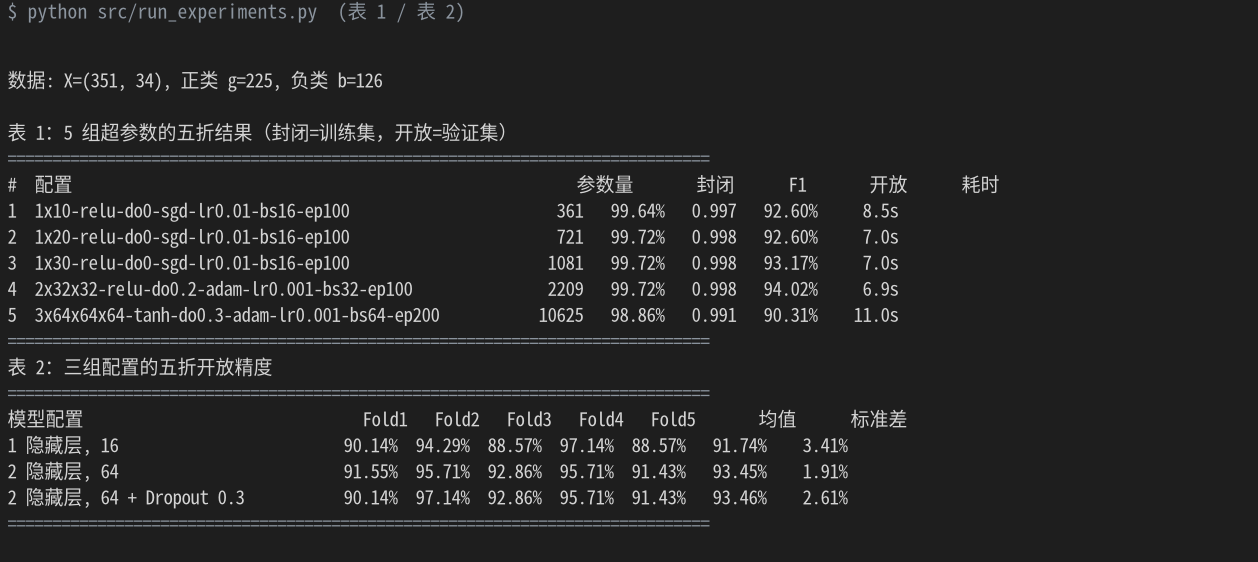 $ python src/run_experiments.py (表 1 / 表 2)
数据: X=(351, 34), 正类 g=225, 负类 b=126
表 1: 5 组超参数的五折结果（封闭=训练集，开放=验证集）
==============================================================================
# 配置 参数量 封闭 F1 开放 耗时
1 1x10-relu-do0-sgd-lr0.01-bs16-ep100 361 99.64% 0.997 92.60% 8.5s
2 1x20-relu-do0-sgd-lr0.01-bs16-ep100 721 99.72% 0.998 92.60% 7.0s
3 1x30-relu-do0-sgd-lr0.01-bs16-ep100 1081 99.72% 0.998 93.17% 7.0s
4 2x32x32-relu-do0.2-adam-lr0.001-bs32-ep100 2209 99.72% 0.998 94.02% 6.9s
5 3x64x64x64-tanh-do0.3-adam-lr0.001-bs64-ep200 10625 98.86% 0.991 90.31% 11.0s
==============================================================================
表 2: 三组配置的五折开放精度
==============================================================================
模型配置 Fold1 Fold2 Fold3 Fold4 Fold5 均值 标准差
1 隐藏层, 16 90.14% 94.29% 88.57% 97.14% 88.57% 91.74% 3.41%
2 隐藏层, 64 91.55% 95.71% 92.86% 95.71% 91.43% 93.45% 1.91%
2 隐藏层, 64 + Dropout 0.3 90.14% 97.14% 92.86% 95.71% 91.43% 93.46% 2.61%
==============================================================================